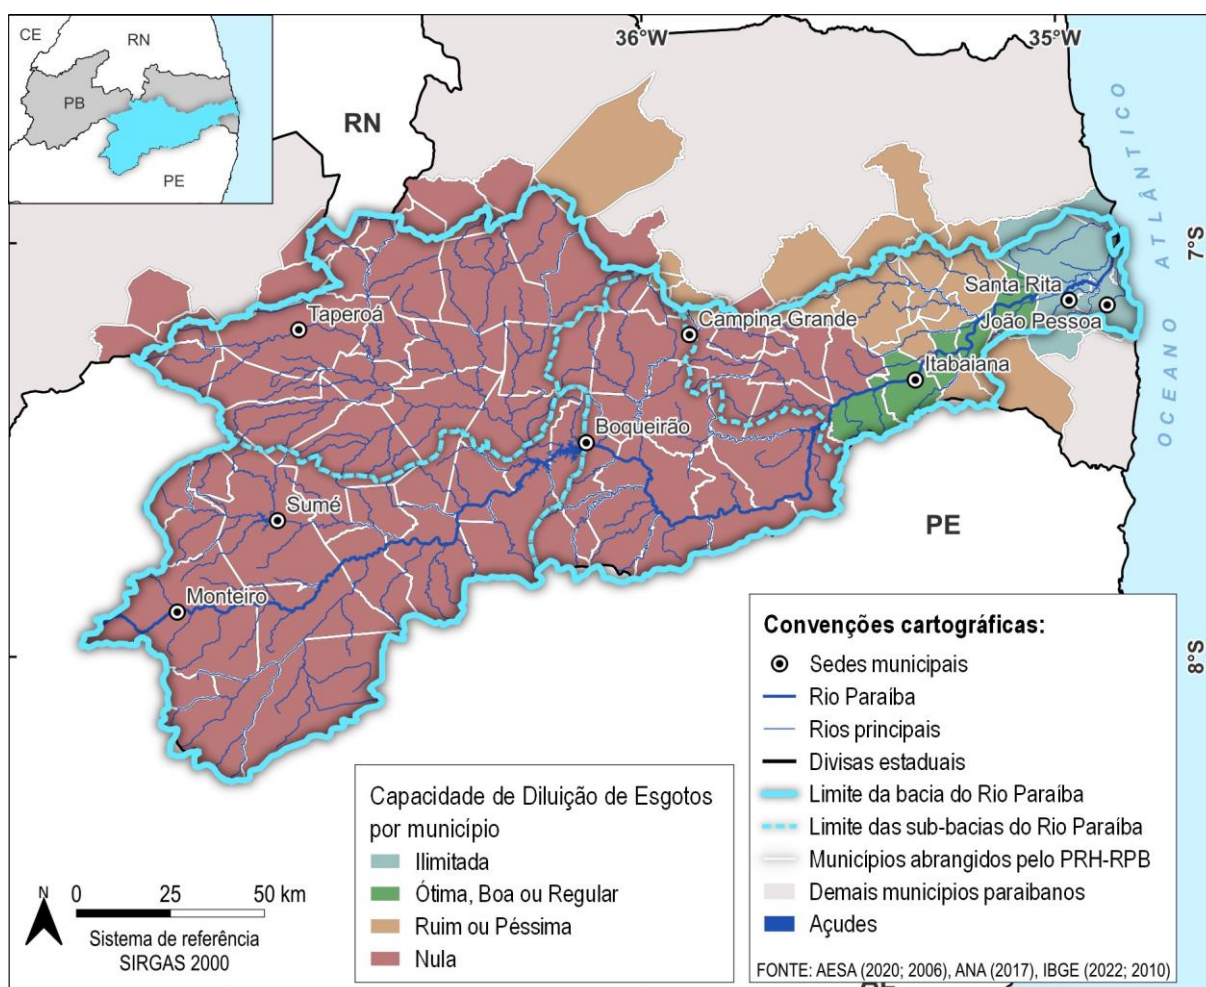 CE
RN
PB
PE
36°W
35°W
RN
OCEANO ATLÂNTICO
7°S
Santa Rita
João Pessoa
Taperoá
Campina Grande
Itabaiana
Boqueirão
Sumé
PE
Monteiro
8°S
Convenções cartográficas:
Sedes municipais
Rio Paraíba
Rios principais
Divisas estaduais
Limite da bacia do Rio Paraíba
Limite das sub-bacias do Rio Paraíba
Municípios abrangidos pelo PRH-RPB
Demais municípios paraibanos
Açudes
FONTE: AESA (2020; 2006), ANA (2017), IBGE (2022; 2010)
Capacidade de Diluição de Esgotos
por município
Ilimitada
Ótima, Boa ou Regular
Ruim ou Péssima
Nula
N
0 25 50 km
Sistema de referência
SIRGAS 2000